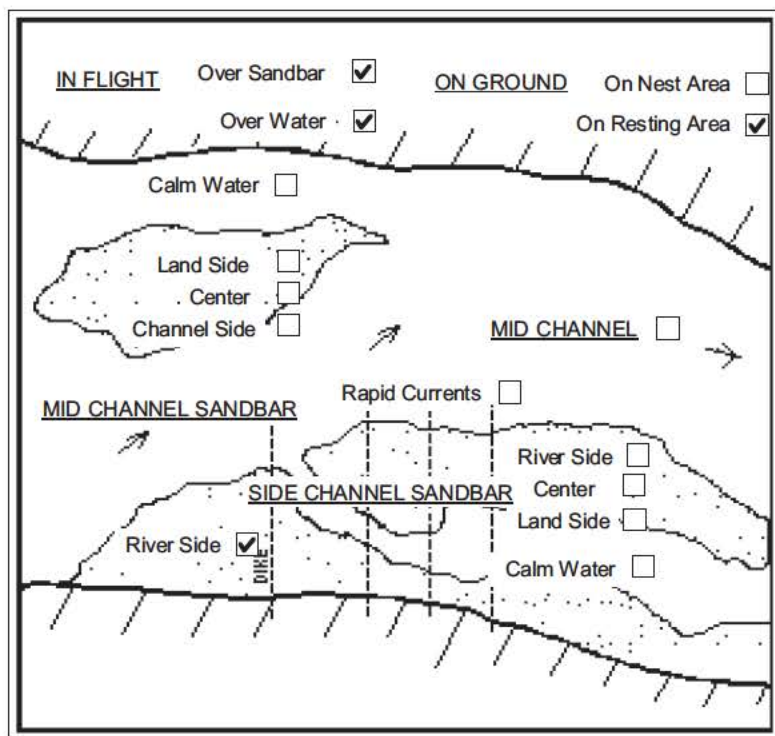 IN FLIGHT Over Sandbar ☑ ON GROUND On Nest Area ☐
Over Water ☑ On Resting Area ☑
Calm Water ☐
Land Side ☐
Center ☐
Channel Side ☐
MID CHANNEL ☐
Rapid Currents ☐
MID CHANNEL SANDBAR
River Side ☐
SIDE CHANNEL SANDBAR Center ☐
Land Side ☐
River Side ☑
DIKE
Calm Water ☐